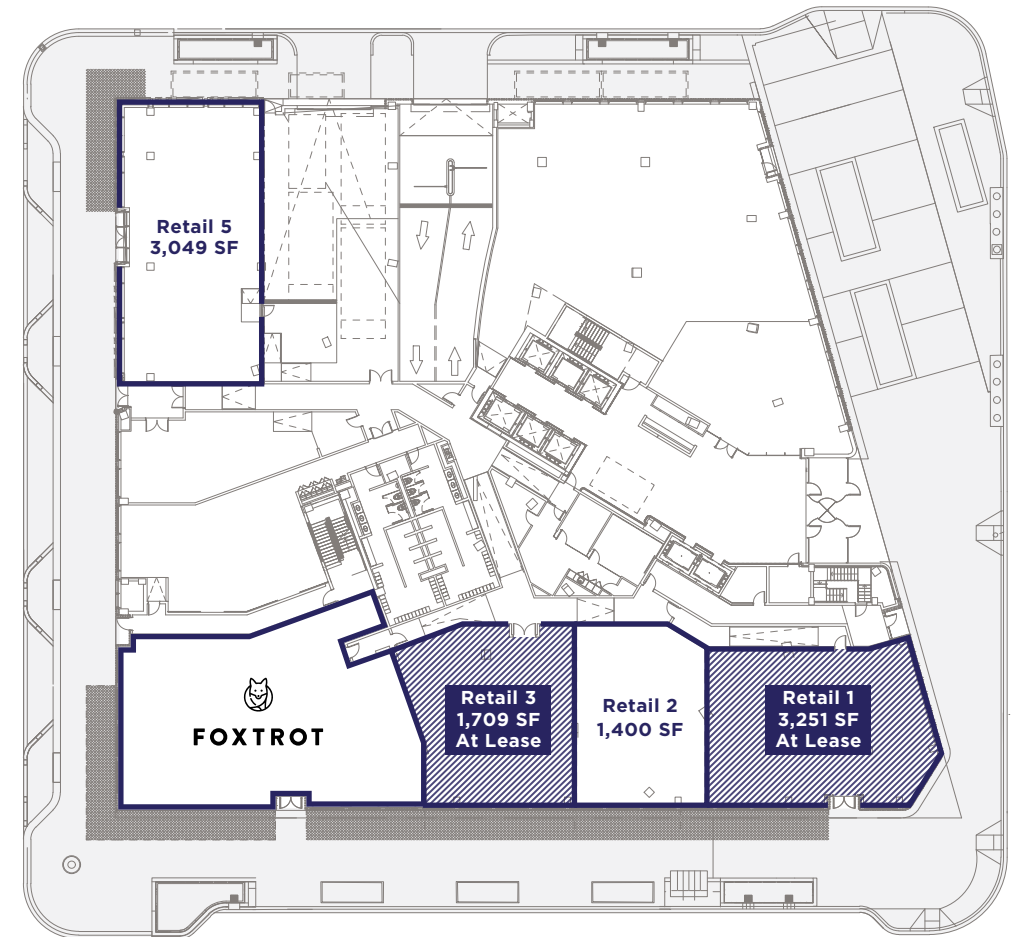 Retail 5
3,049 SF
FOXTROT
Retail 3
1,709 SF
At Lease
Retail 2
1,400 SF
Retail 1
3,251 SF
At Lease